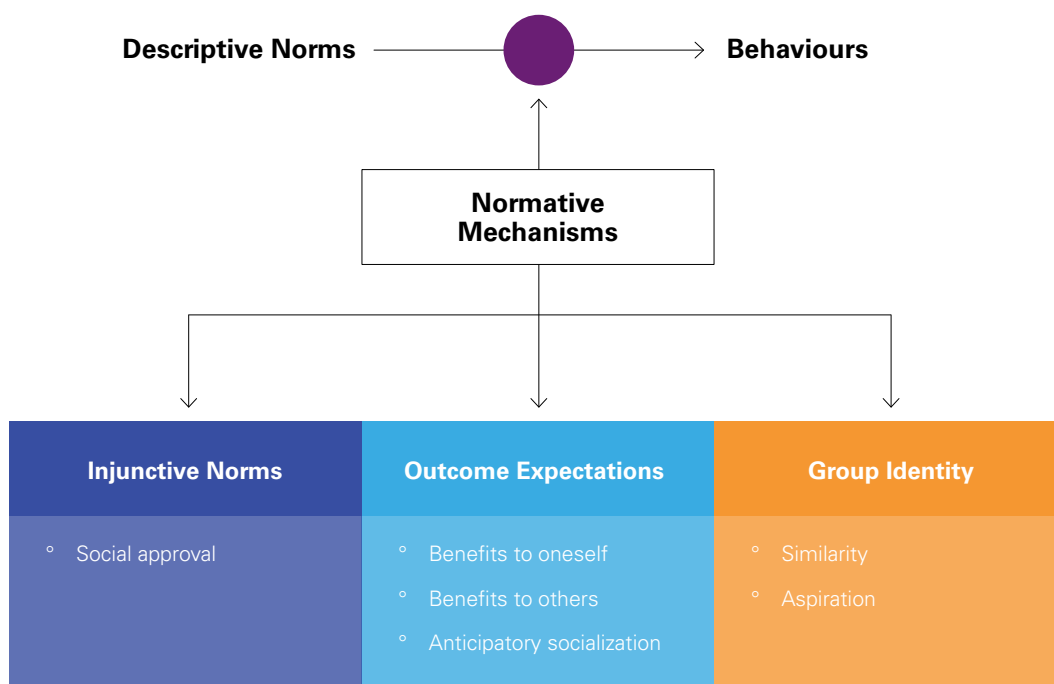 Descriptive Norms
Behaviours
Normative
Mechanisms
Injunctive Norms
° Social approval
Outcome Expectations
° Benefits to oneself
° Benefits to others
° Anticipatory socialization
Group Identity
° Similarity
° Aspiration